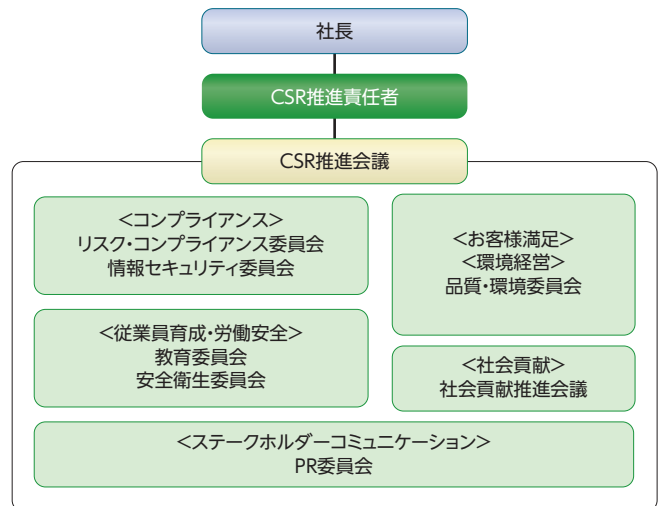 社長
CSR推進責任者
CSR推進会議
<コンプライアンス>
リスク・コンプライアンス委員会
情報セキュリティ委員会
<お客様満足>
<環境経営>
品質・環境委員会
<従業員育成・労働安全>
教育委員会
安全衛生委員会
<社会貢献>
社会貢献推進会議
<ステークホルダーコミュニケーション>
PR委員会